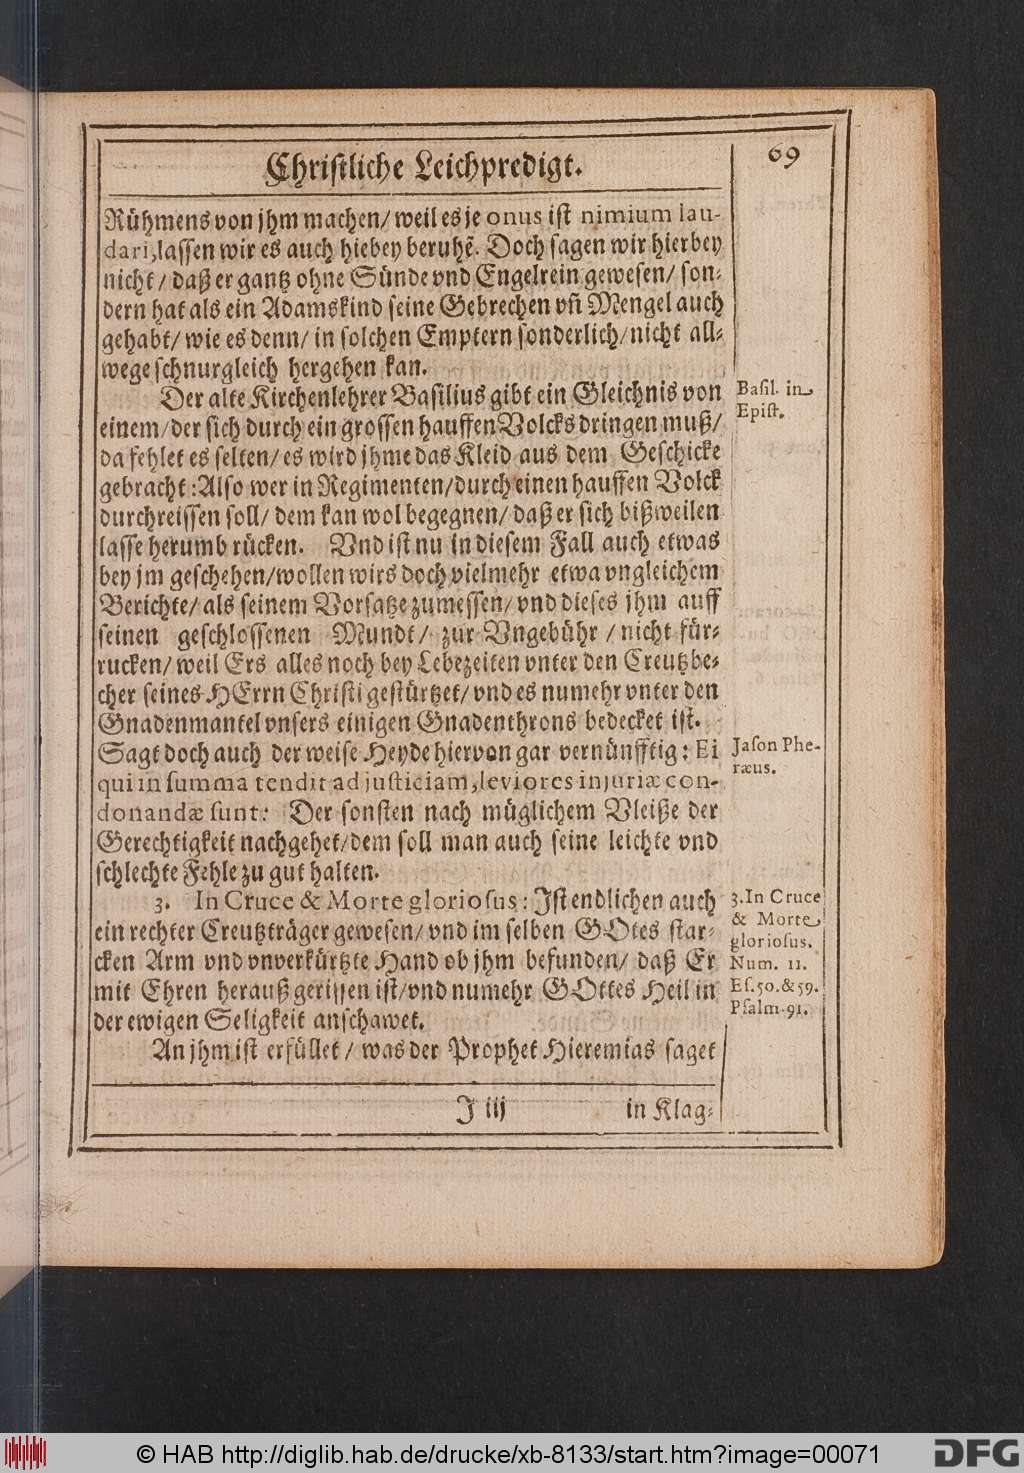 Christliche Leichpredigt.
69
Rühmens von jhm machen/ weil es je onus ist nimium lau-
dari, lassen wir es auch hiebey beruhẽ. Doch sagen wir hierbey
nicht/ daß er gantz ohne Sünde vnd Engelrein gewesen/ son-
dern hat als ein Adamskind seine Gebrechen vñ Mengel auch
gehabt/ wie es denn/ in solchen Emptern sonderlich/ nicht all-
wege schnurgleich hergehen kan.
Der alte Kirchenlehrer Basilius gibt ein Gleichnis von
Basil. in
Epist.
einem/ der sich durch ein grossen hauffen Volcks dringen muß/
da fehlet es selten/ es wird jhme das Kleid aus dem Geschicke
gebracht: Also wer in Regimenten/ durch einen hauffen Volck
durchreissen soll/ dem kan wol begegnen/ daß er sich bißweilen
lasse herumb rücken. Vnd ist nu in diesem Fall auch etwas
bey jm geschehen/ wollen wirs doch vielmehr etwa vngleichem
Berichte/ als seinem Vorsatze zumessen/ vnd dieses jhm auff
seinen geschlossenen Mundt/ zur Vngebühr/ nicht für-
rucken/ weil Ers alles noch bey Lebezeiten vnter den Creutzbe-
cher seines HErrn Christi gestürtzet/ vnd es numehr vnter den
Gnadenmantel vnsers einigen Gnadenthrons bedecket ist.
Sagt doch auch der weise Heyde hiervon gar vernünfftig: Ei
Jason Phe-
ræus.
qui in summa tendit ad justiciam, leviores injuriæ con-
donandæ sunt: Der sonsten nach müglichem Vleiße der
Gerechtigkeit nachgehet/ dem soll man auch seine leichte vnd
schlechte Fehle zu gut halten.
3. In Cruce & Morte gloriosus: Ist endlichen auch
3. In Cruce
& Morte
gloriosus.
Num. 11.
Es. 50. & 59.
Psalm. 91.
ein rechter Creutzträger gewesen/ vnd im selben GOtes star-
cken Arm vnd vnverkürtzte Hand ob jhm befunden/ daß Er
mit Ehren herauß gerissen ist/ vnd numehr GOttes Heil in
der ewigen Seligkeit anschawet.
An jhm ist erfüllet/ was der Prophet Hieremias saget
J iij
in Klag-
© HAB http://diglib.hab.de/drucke/xb-8133/start.htm?image=00071
DFG